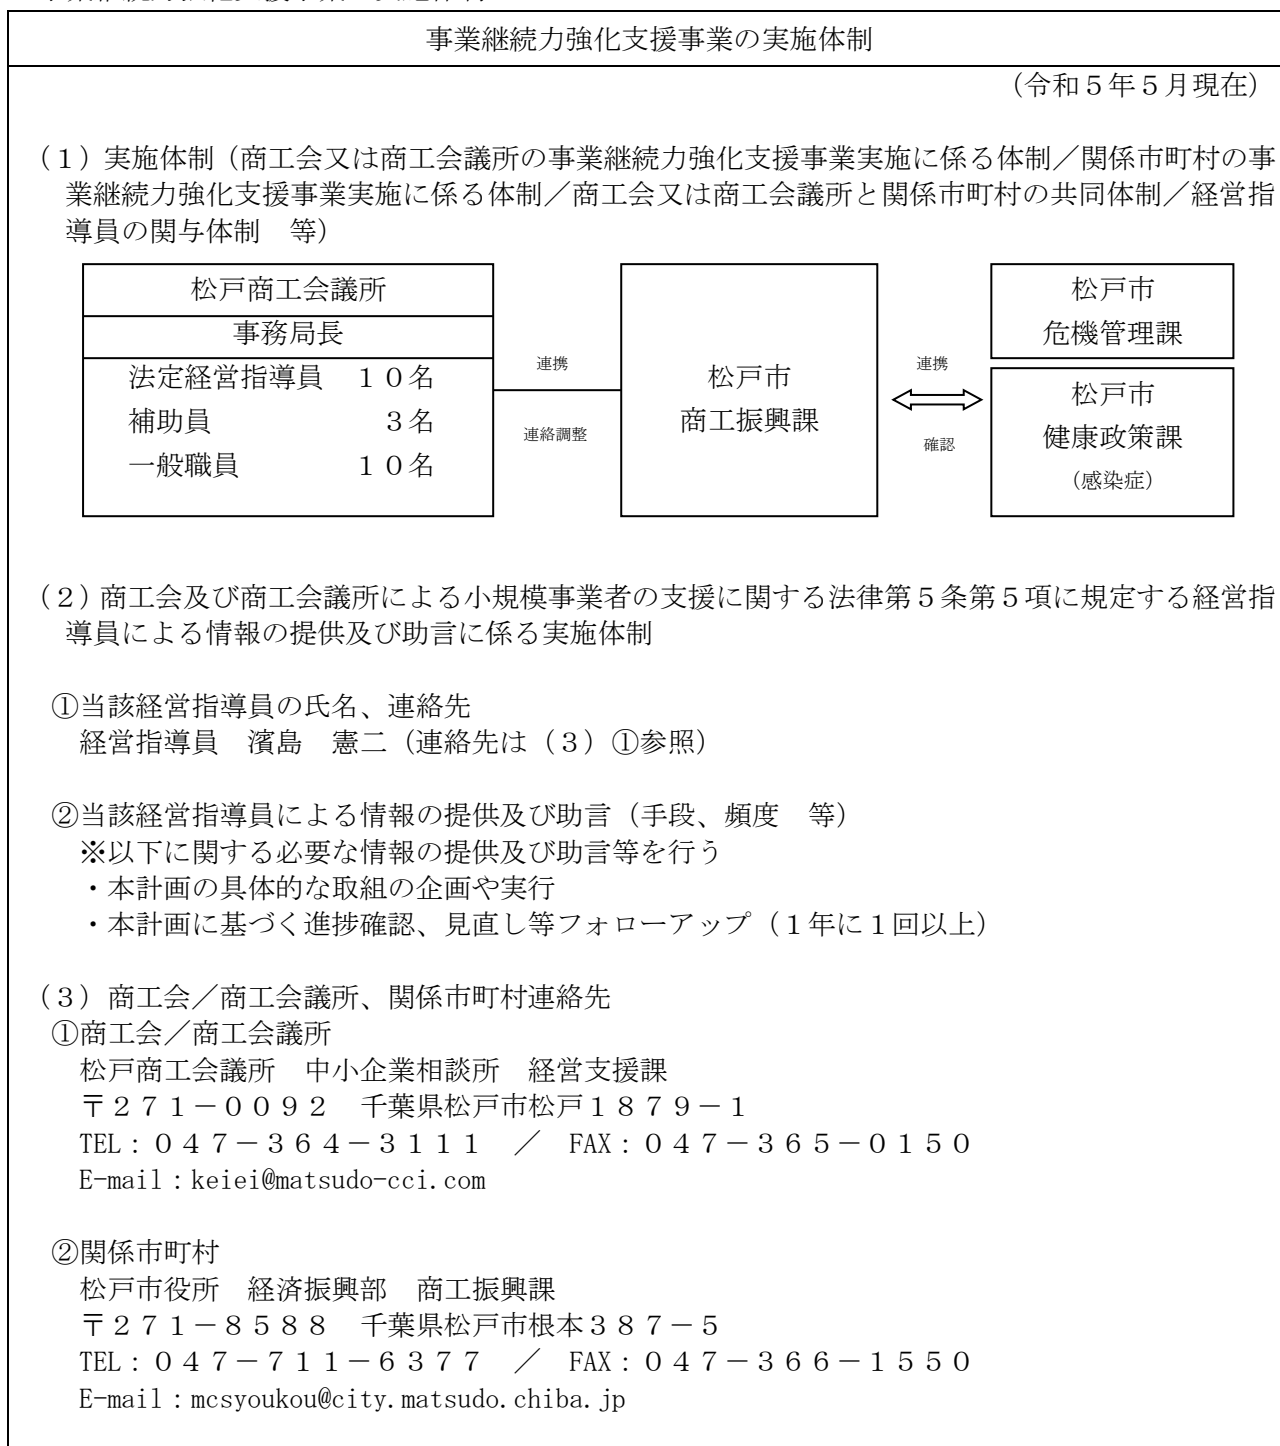 事業継続力強化支援事業の実施体制
（令和５年５月現在）
（１）実施体制（商工会又は商工会議所の事業継続力強化支援事業実施に係る体制／関係市町村の事
業継続力強化支援事業実施に係る体制／商工会又は商工会議所と関係市町村の共同体制／経営指
導員の関与体制　等）
松戸商工会議所
事務局長
法定経営指導員　１０名
補助員　３名
一般職員　１０名
連携
連絡調整
松戸市
商工振興課
連携
確認
松戸市
危機管理課
松戸市
健康政策課
（感染症）
（２）商工会及び商工会議所による小規模事業者の支援に関する法律第５条第５項に規定する経営指
導員による情報の提供及び助言に係る実施体制
①当該経営指導員の氏名、連絡先
経営指導員　濱島　憲二（連絡先は（３）①参照）
②当該経営指導員による情報の提供及び助言（手段、頻度　等）
※以下に関する必要な情報の提供及び助言等を行う
・本計画の具体的な取組の企画や実行
・本計画に基づく進捗確認、見直し等フォローアップ（１年に１回以上）
（３）商工会／商工会議所、関係市町村連絡先
①商工会／商工会議所
松戸商工会議所　中小企業相談所　経営支援課
〒２７１－００９２　千葉県松戸市松戸１８７９－１
TEL：０４７－３６４－３１１１　／　FAX：０４７－３６５－０１５０
E-mail：keiei@matsudo-cci.com
②関係市町村
松戸市役所　経済振興部　商工振興課
〒２７１－８５８８　千葉県松戸市根本３８７－５
TEL：０４７－７１１－６３７７　／　FAX：０４７－３６６－１５５０
E-mail：mcsyoukou@city.matsudo.chiba.jp